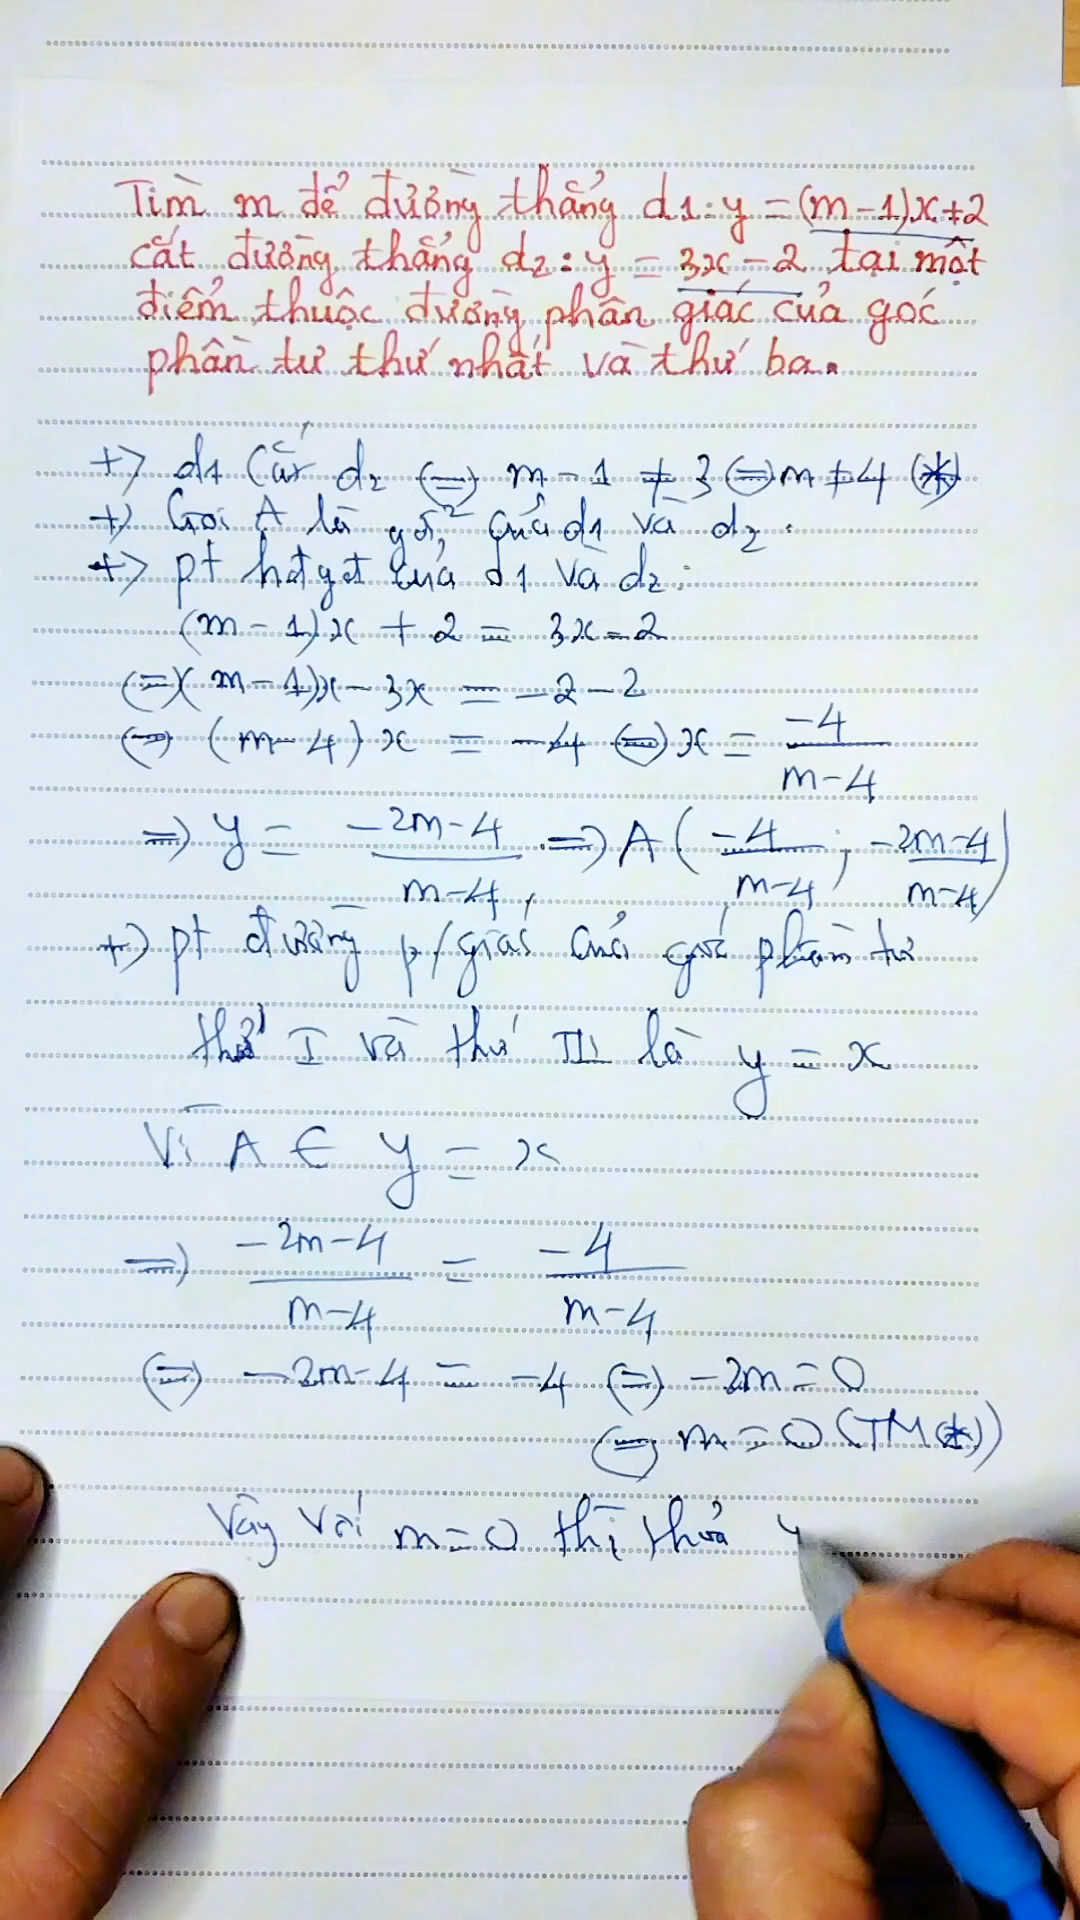 Tìm m để đường thẳng d1: y = (m-1)x+2
cắt đường thẳng d2: y = 3x-2 tại một
điểm thuộc đường phân giác của góc
phần tư thứ nhất và thứ ba.
+> d1 cắt d2 <=> m-1 ≠ 3 <=> m ≠ 4 (*)
+> Gọi A là gđ² của d1 và d2.
+> pt hđgđ của d1 và d2:
(m-1)x + 2 = 3x-2
<=> (m-1)x - 3x = -2-2
<=> (m-4)x = -4 <=> x = -4/(m-4)
=> y = (-2m-4)/(m-4) => A(-4/(m-4); (-2m-4)/(m-4))
+> pt đường p/giác của góc phần tư
thứ I và thứ III là y = x
Vì A ∈ y = x
=> (-2m-4)/(m-4) = -4/(m-4)
<=> -2m-4 = -4 <=> -2m = 0
<=> m = 0 (TM(*))
Vậy với m=0 thì thỏa y